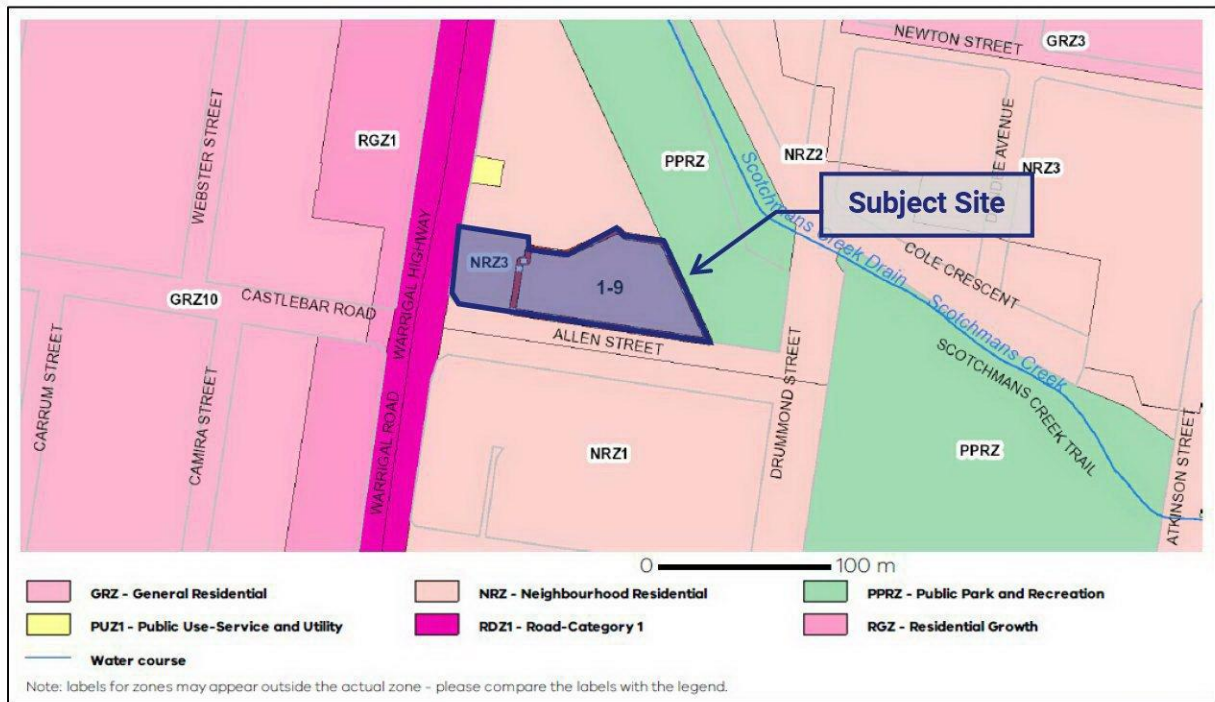 NEWTON STREET
GRZ3
WEBSTER STREET
RGZ1
PPRZ
NRZ2
NRZ3
Subject Site
Scotchmans Creek Drain
COLE CRESCENT
WARRIGAL HIGHWAY
NRZ3
1-9
GRZ10
CASTLEBAR ROAD
ALLEN STREET
Scotchmans Creek
SCOTCHMANS CREEK TRAIL
CARRUM STREET
CAMIRA STREET
WARRIGAL ROAD
NRZ1
DRUMMOND STREET
PPRZ
ATKINSON STREET
0 100 m
GRZ - General Residential
NRZ - Neighbourhood Residential
PPRZ - Public Park and Recreation
PUZ1 - Public Use-Service and Utility
RDZ1 - Road-Category 1
RGZ - Residential Growth
Water course
Note: labels for zones may appear outside the actual zone - please compare the labels with the legend.